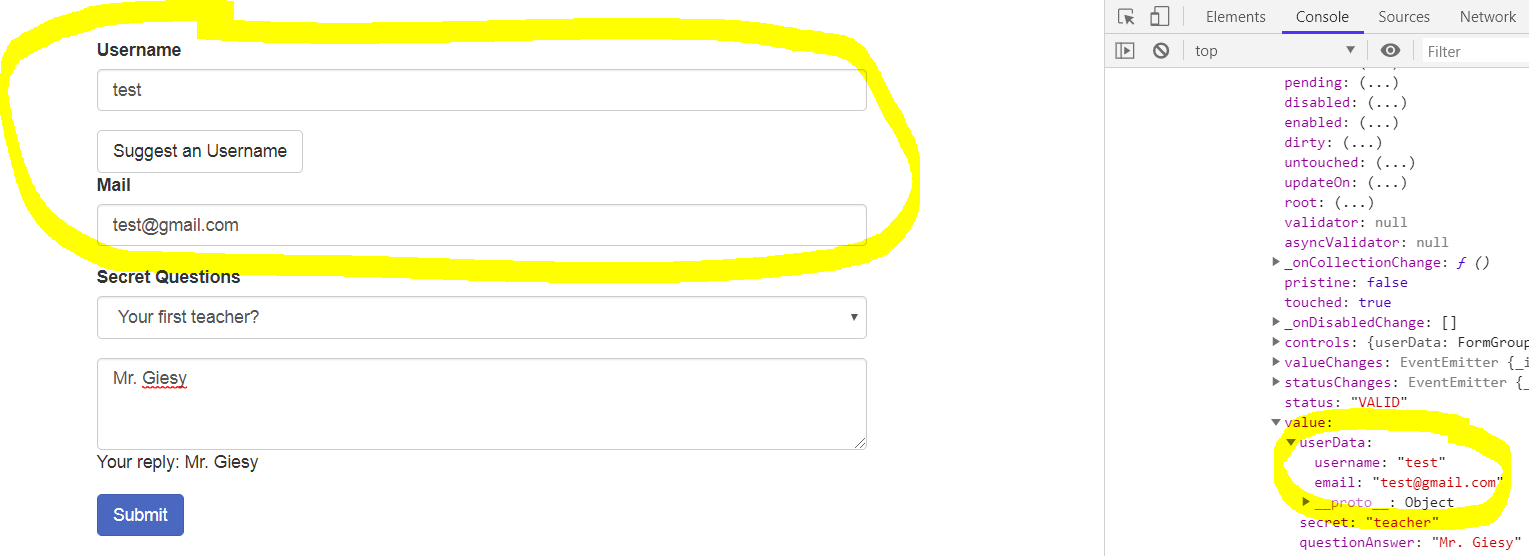 Username
test
Suggest an Username
Mail
test@gmail.com
Secret Questions
Your first teacher?
Mr. Giesy
Your reply: Mr. Giesy
Submit
Elements Console Sources Network
top Filter
pending: (...)
disabled: (...)
enabled: (...)
dirty: (...)
untouched: (...)
updateOn: (...)
root: (...)
validator: null
asyncValidator: null
_onCollectionChange: ƒ ()
pristine: false
touched: true
_onDisabledChange: []
controls: {userData: FormGroup
valueChanges: EventEmitter {_i
statusChanges: EventEmitter {_
status: "VALID"
value:
userData:
username: "test"
email: "test@gmail.com"
__proto__: Object
secret: "teacher"
questionAnswer: "Mr. Giesy"